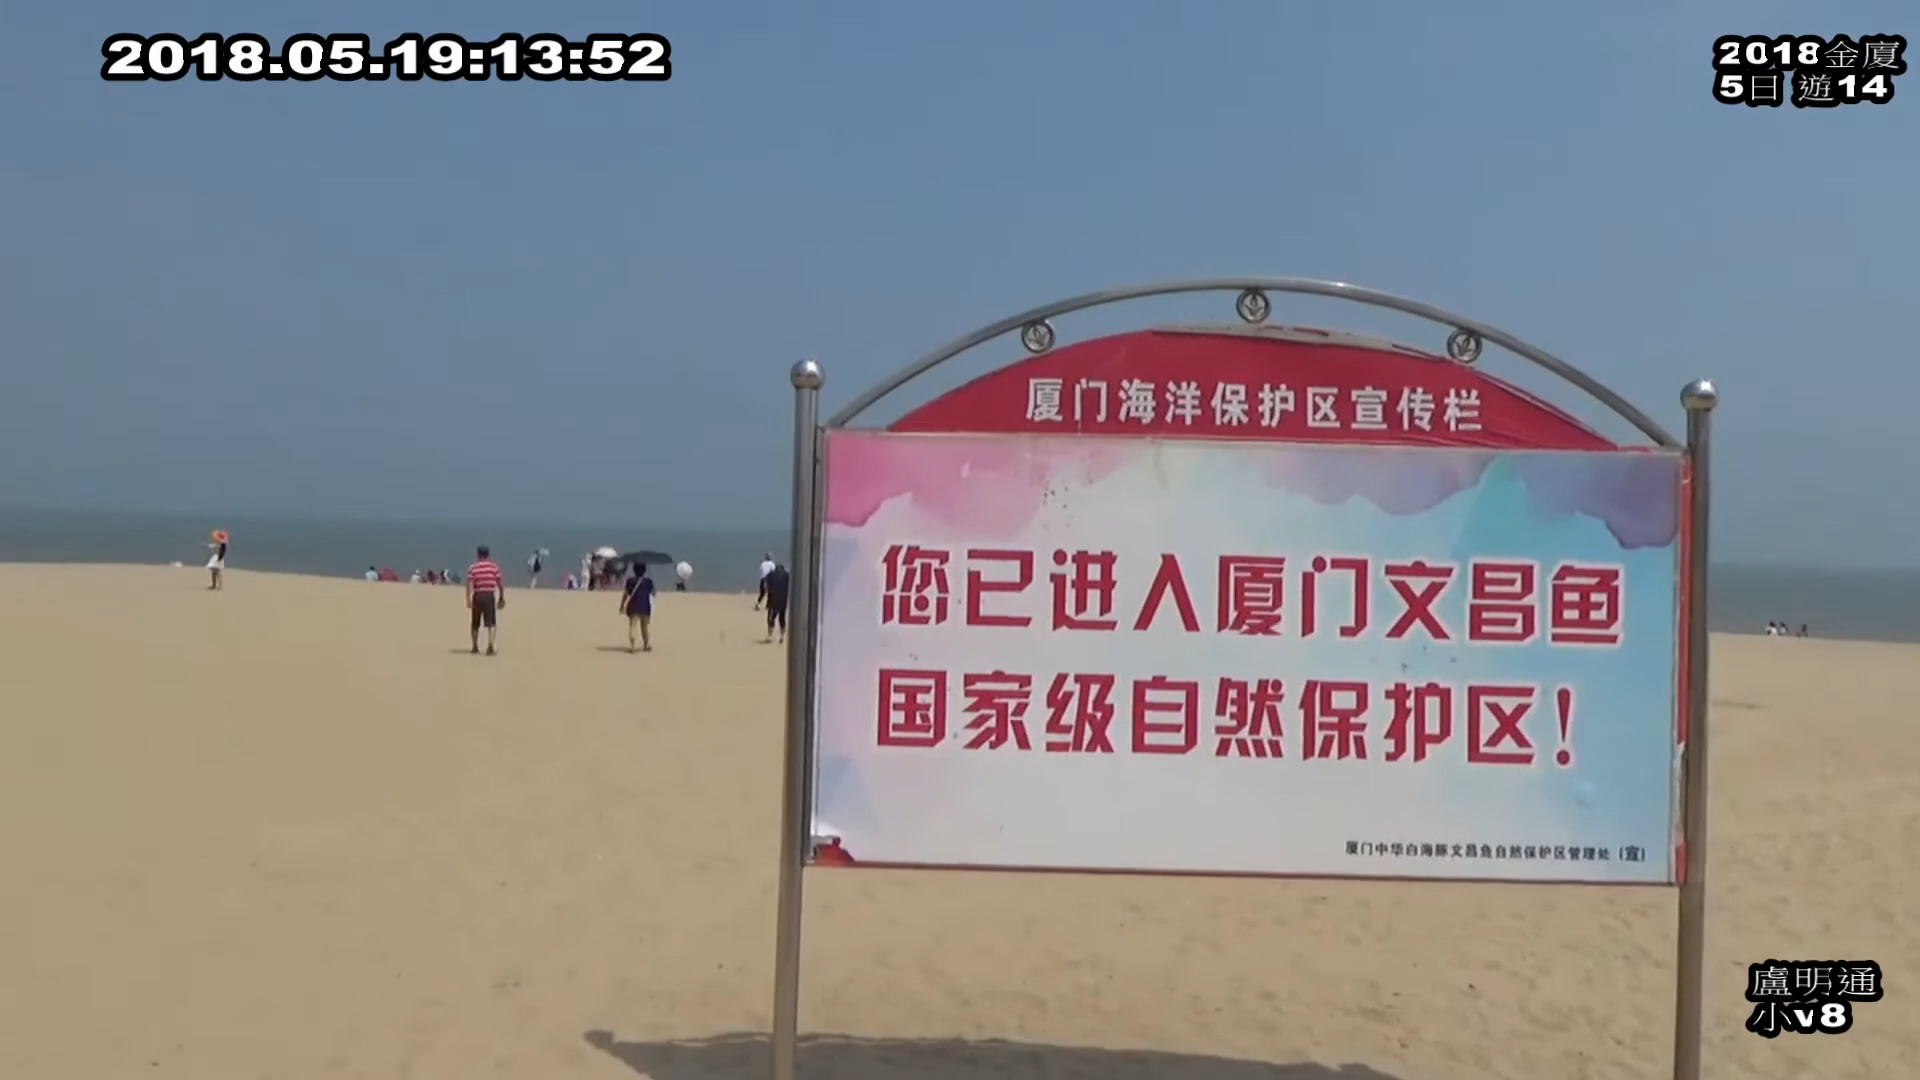 2018.05.19:13:52
2018金廈
5日 遊14
厦门海洋保护区宣传栏
您已进入厦门文昌鱼
国家级自然保护区！
厦门中华白海豚文昌鱼自然保护区管理处（宣）
盧明通
小v8